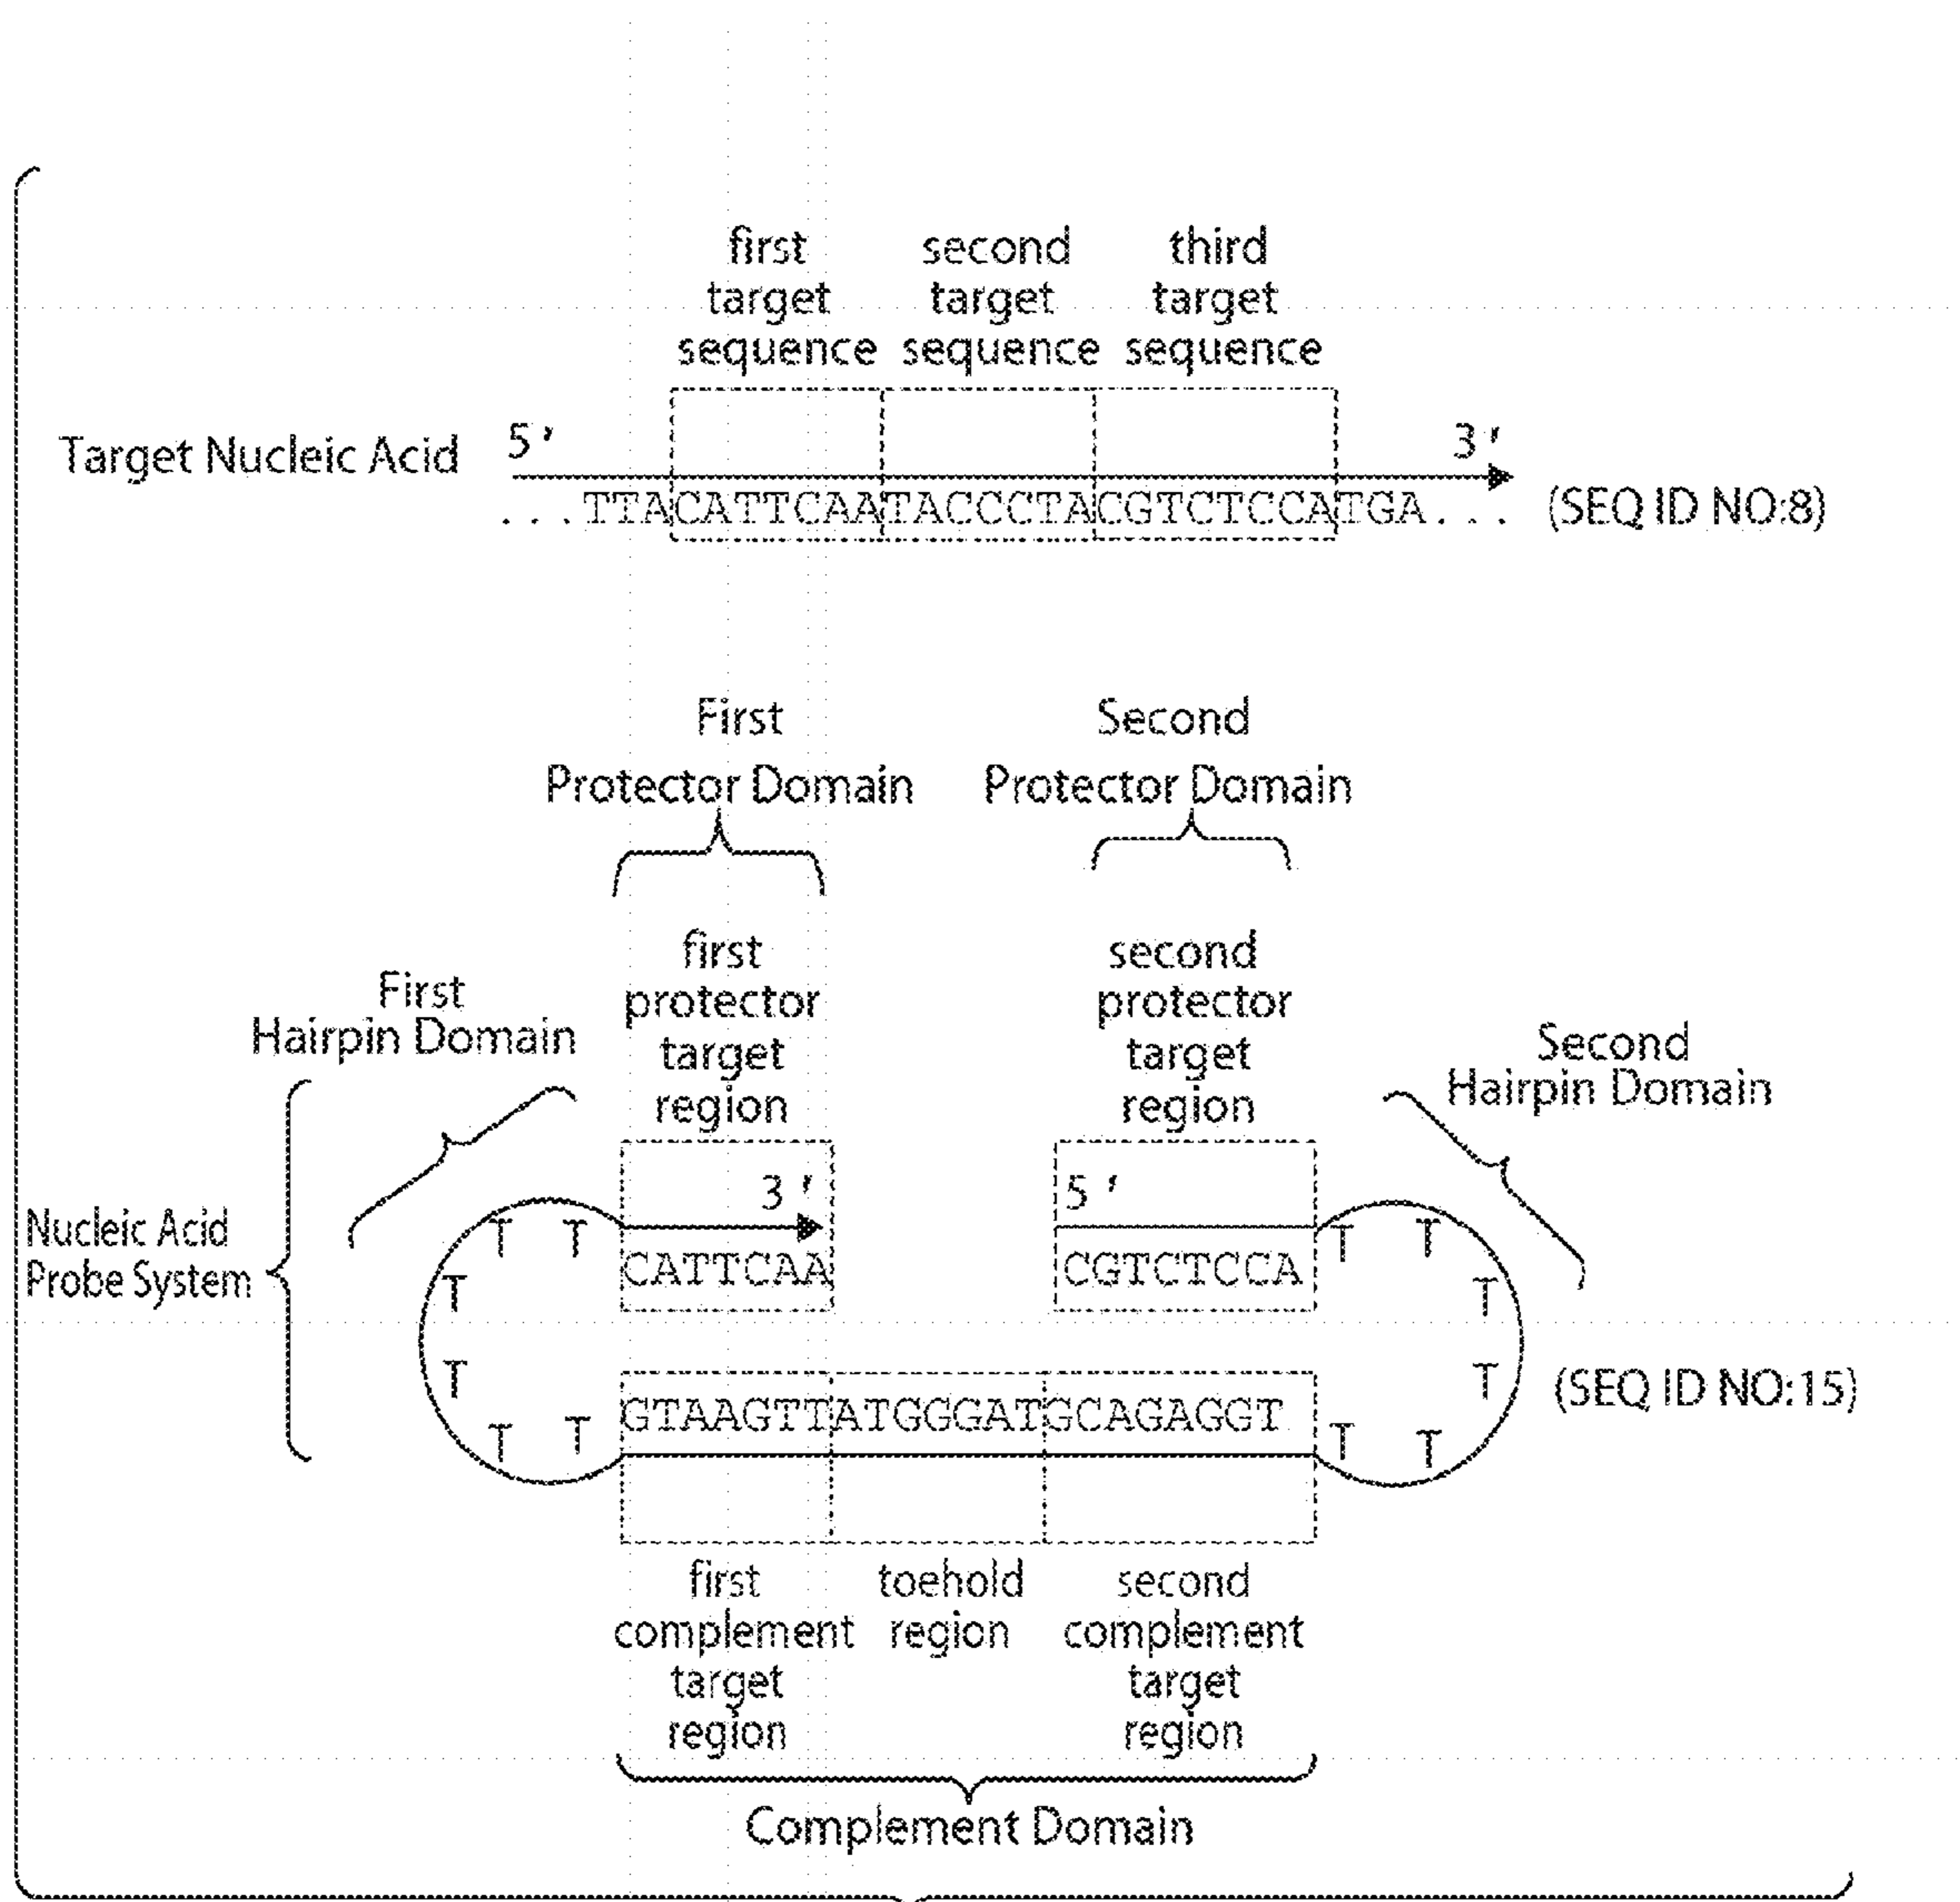 first second third
target target target
sequence sequence sequence
Target Nucleic Acid 5' 3'
...TTACATTCAATACCCTACGTCTCCATGA... (SEQ ID NO:8)
First Second
Protector Domain Protector Domain
first second
protector protector
target target
region region
First
Hairpin Domain
Second
Hairpin Domain
Nucleic Acid
Probe System
3' 5'
T T T T
CATTCAA CGTCTCCA
T T
T T
(SEQ ID NO:15)
GTAAGTTATGGGATGCAGAGGT
T T T T
first toehold second
complement region complement
target target
region region
Complement Domain